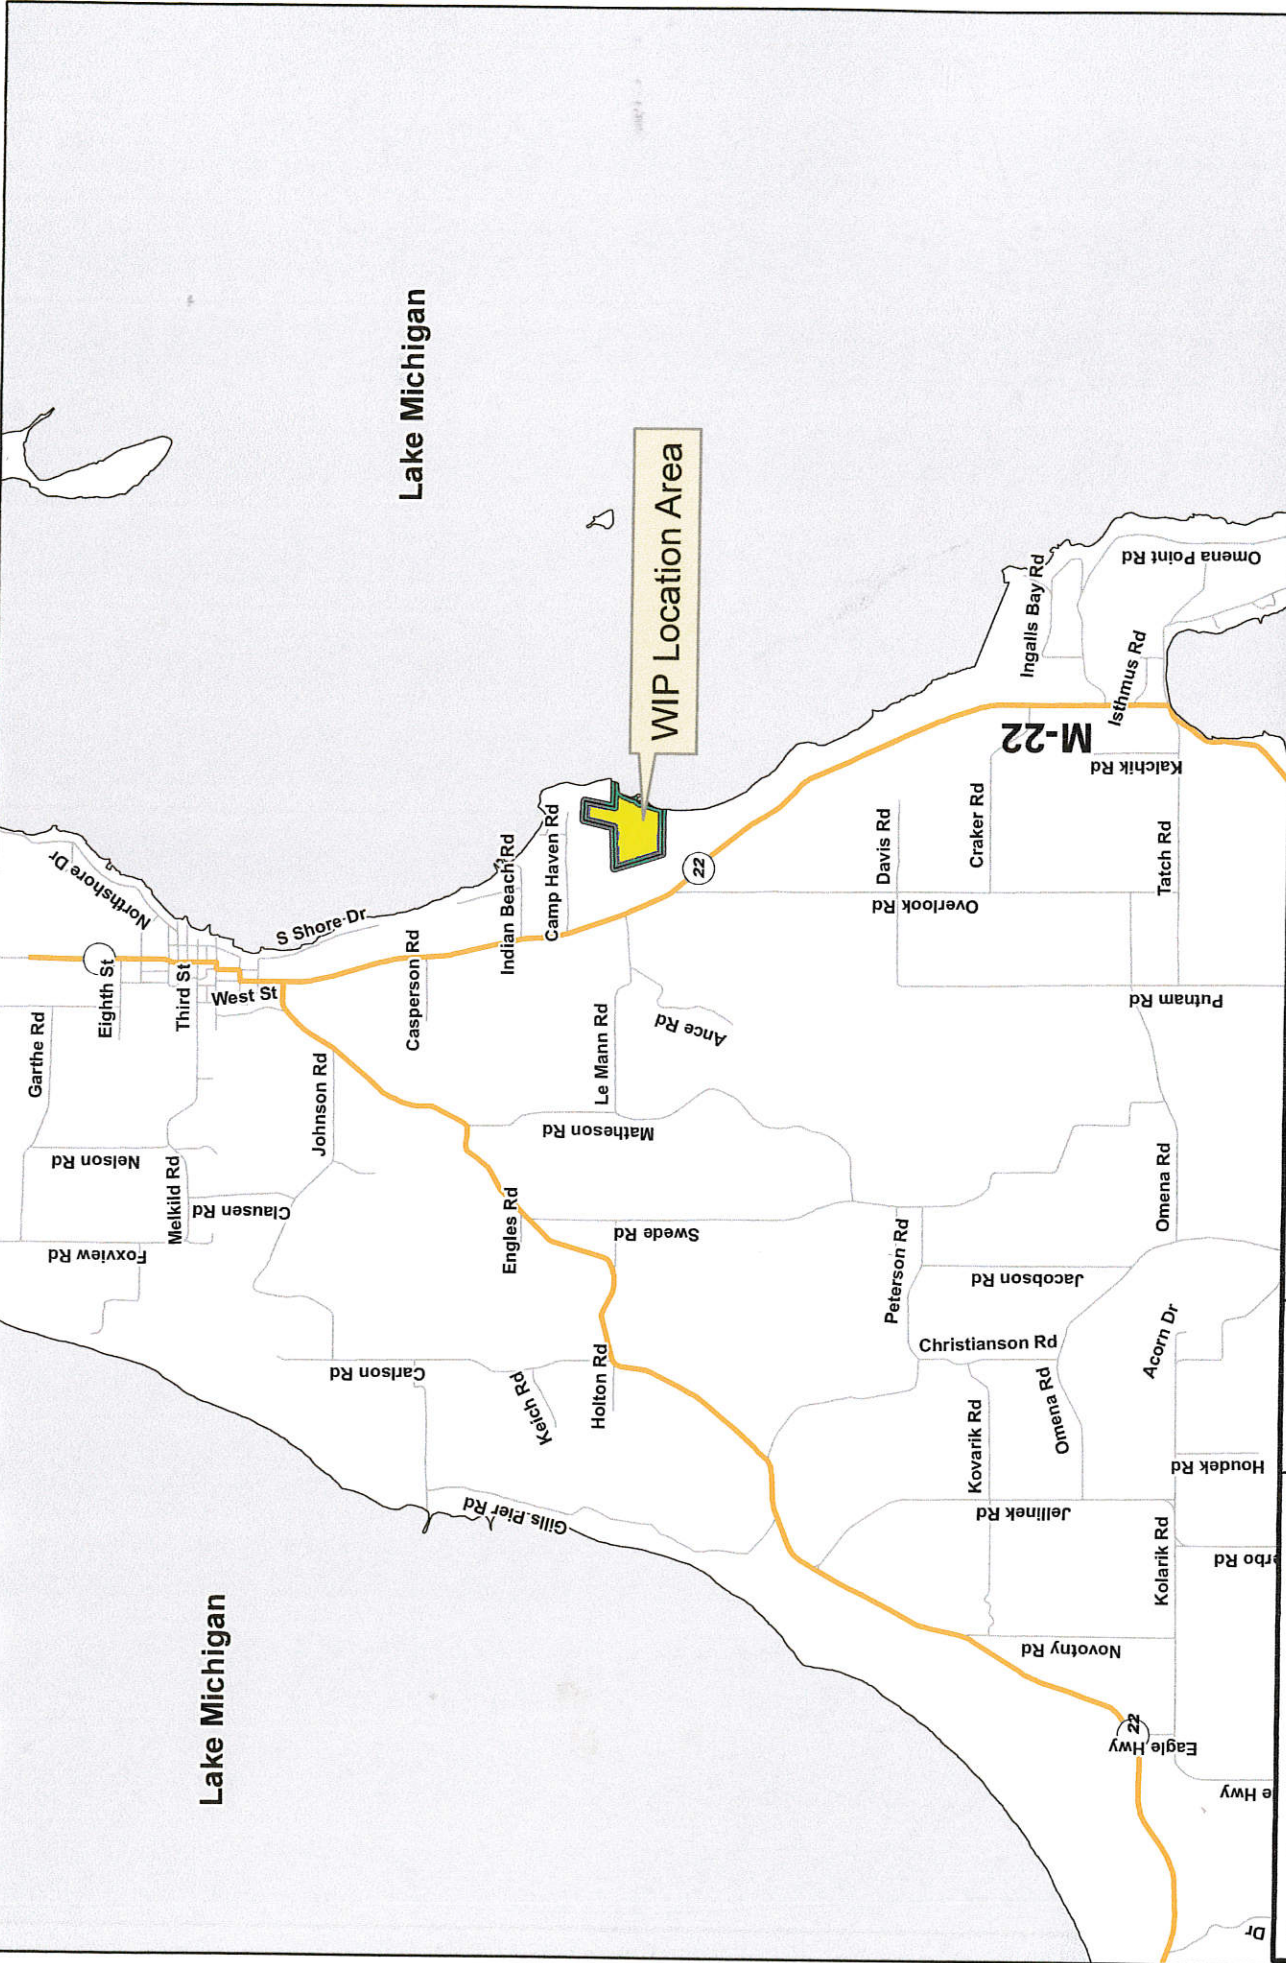 Lake Michigan
Lake Michigan
WIP Location Area
M-22
22
22
Northshore Dr
S Shore Dr
Eighth St
Third St
West St
Garthe Rd
Nelson Rd
Melkild Rd
Foxview Rd
Clausen Rd
Johnson Rd
Casperson Rd
Indian Beach Rd
Camp Haven Rd
Le Mann Rd
Ance Rd
Matheson Rd
Engles Rd
Swede Rd
Carlson Rd
Keich Rd
Holton Rd
Gills Pier Rd
Davis Rd
Craker Rd
Overlook Rd
Putnam Rd
Tatch Rd
Kalchik Rd
Isthmus Rd
Ingalls Bay Rd
Omena Point Rd
Peterson Rd
Jacobson Rd
Christianson Rd
Omena Rd
Omena Rd
Acorn Dr
Kovarik Rd
Jellinek Rd
Houdek Rd
Kolarik Rd
rbo Rd
Novotny Rd
Eagle Hwy
e Hwy
Dr